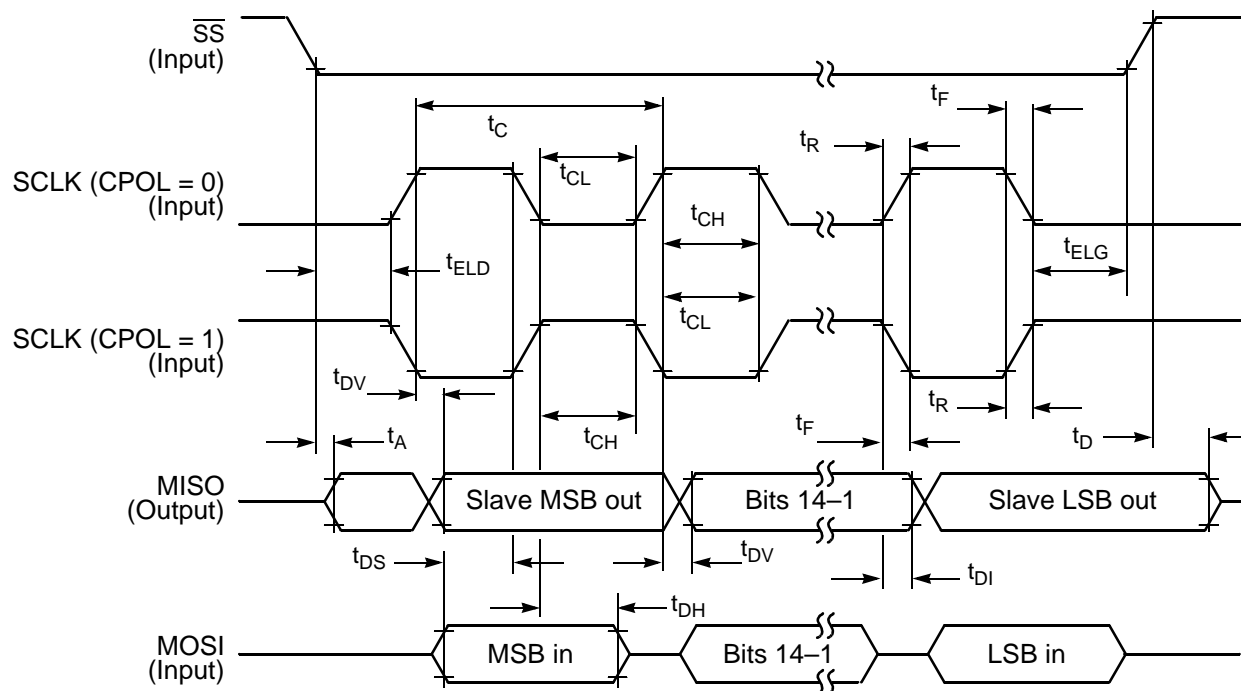 SS
(Input)
tF
tC
tR
tCL
SCLK (CPOL = 0)
(Input)
tCH
tELD
tELG
tCL
SCLK (CPOL = 1)
(Input)
tDV
tR
tF
tCH
tA
tD
MISO
(Output)
Slave MSB out
Bits 14–1
Slave LSB out
tDS
tDV
tDI
tDH
MOSI
(Input)
MSB in
Bits 14–1
LSB in